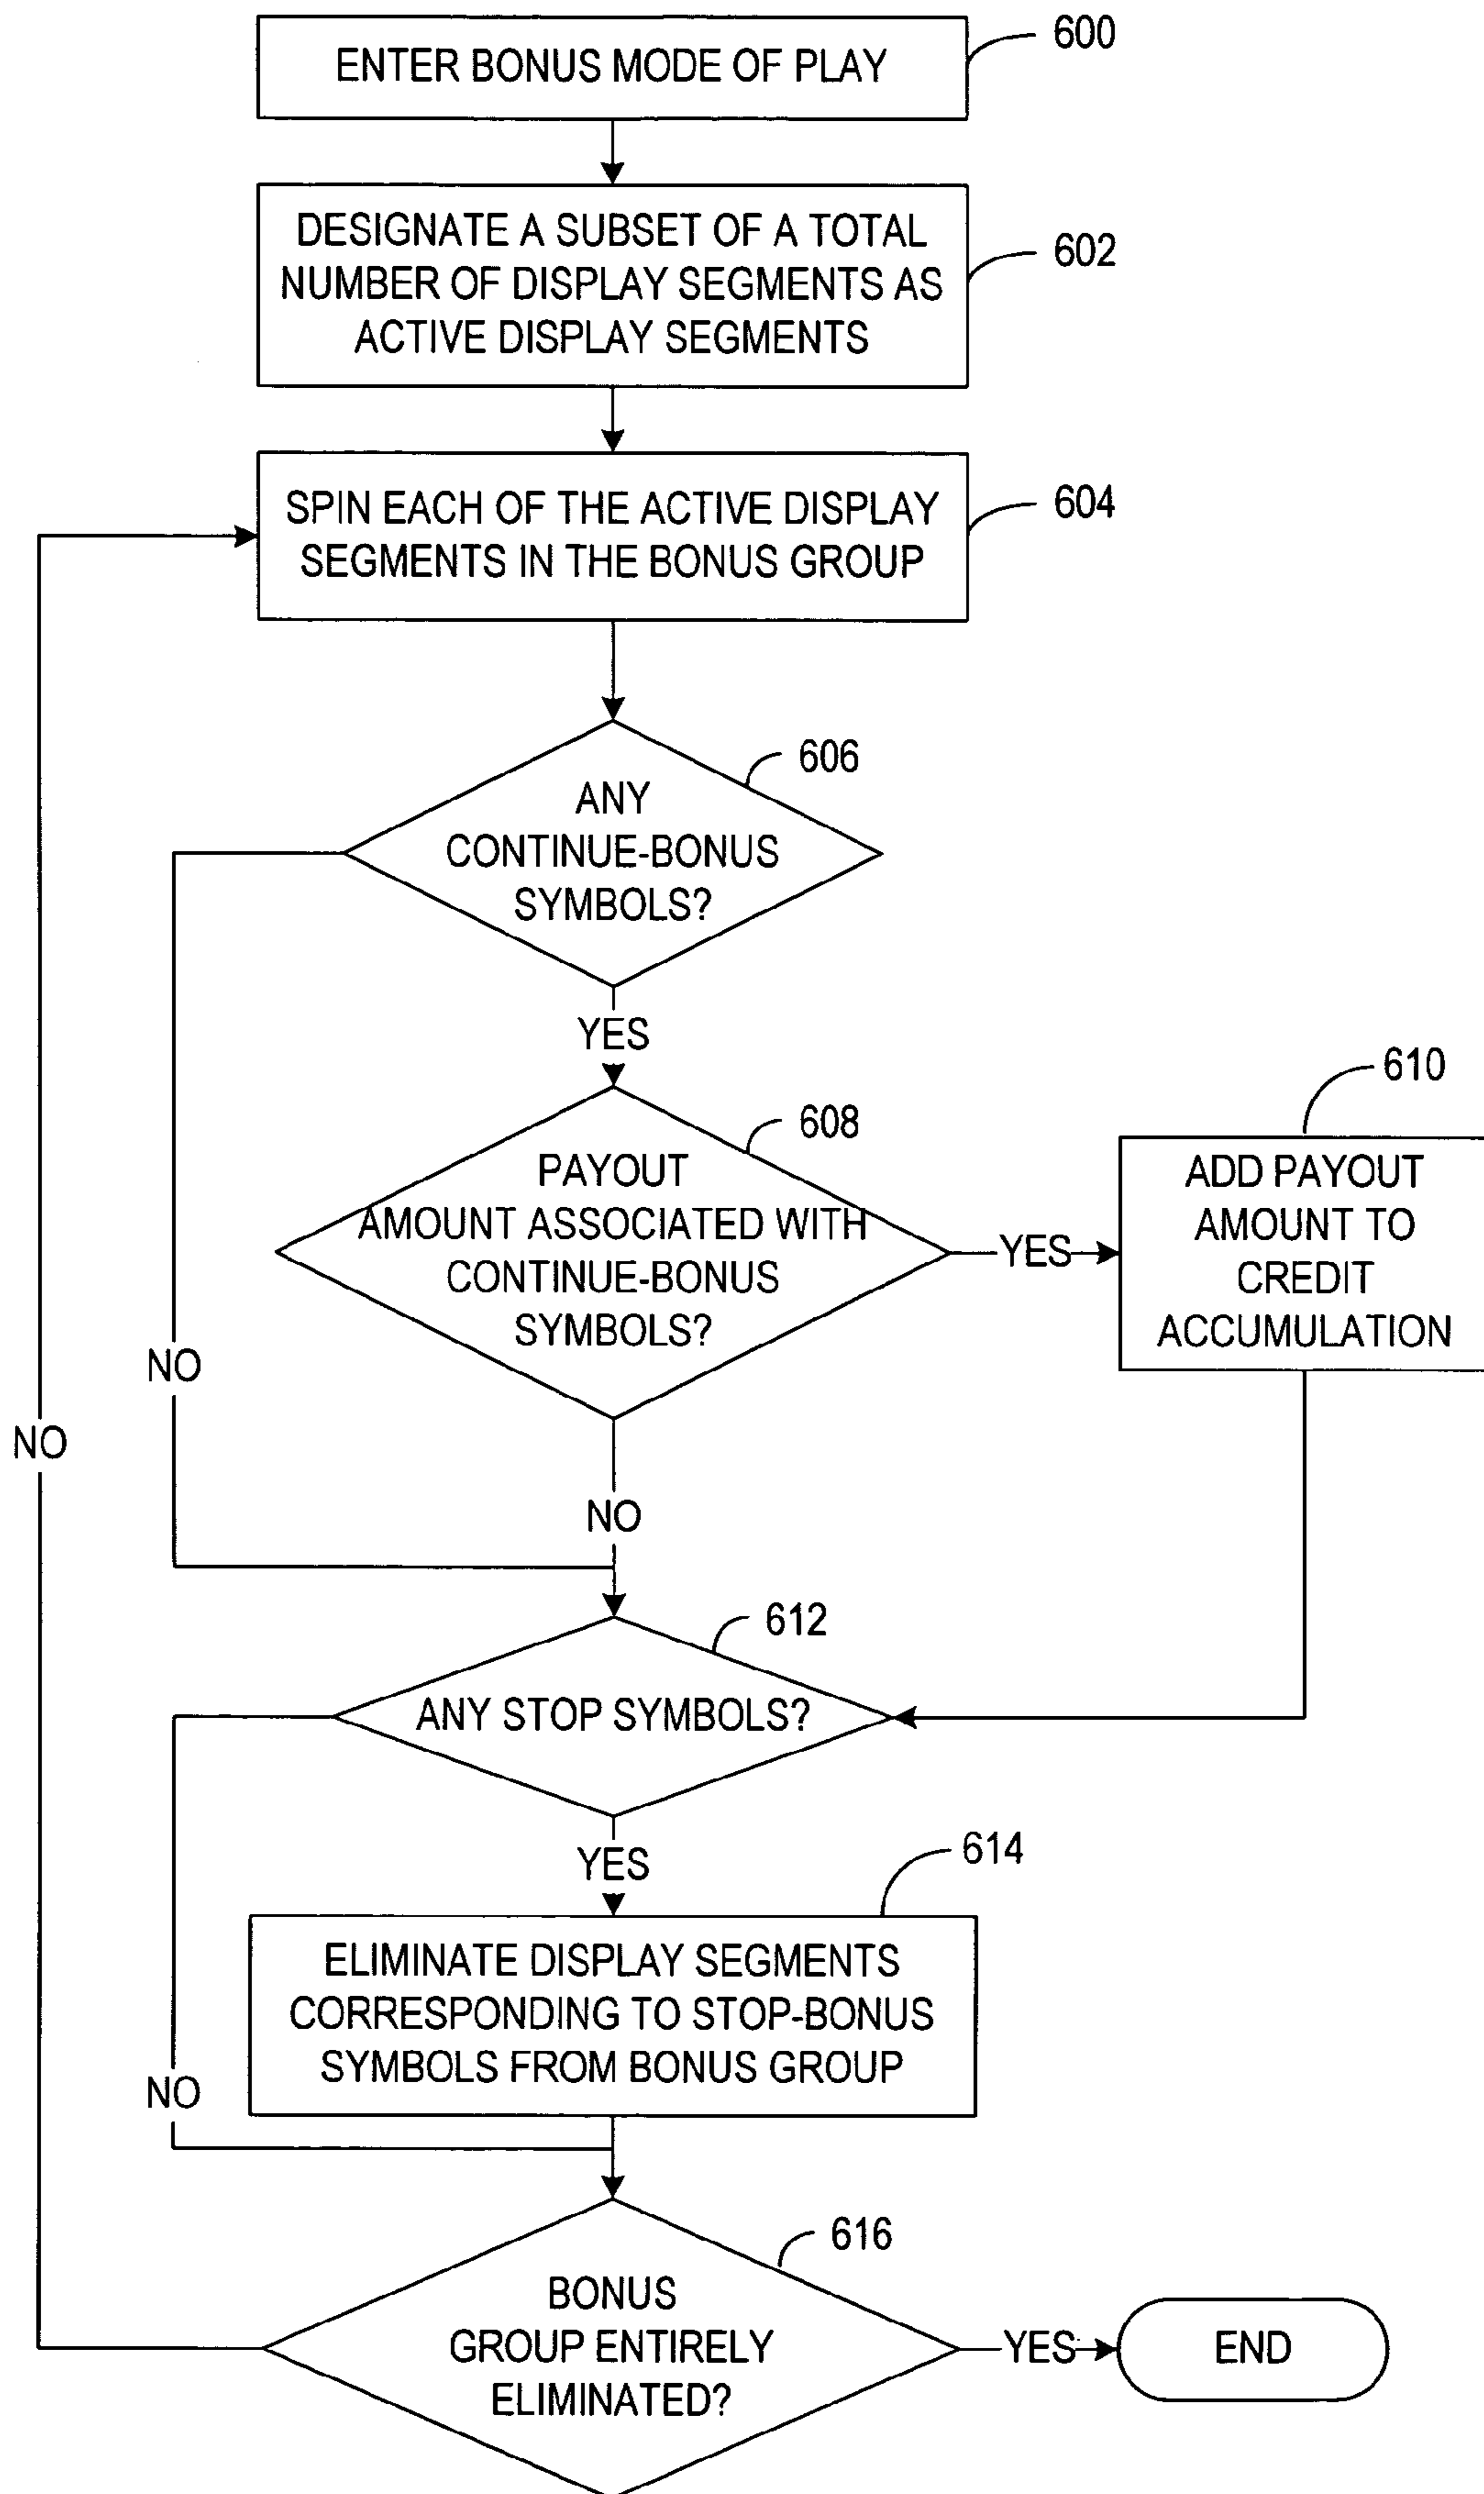 ENTER BONUS MODE OF PLAY
600
DESIGNATE A SUBSET OF A TOTAL
NUMBER OF DISPLAY SEGMENTS AS
ACTIVE DISPLAY SEGMENTS
602
SPIN EACH OF THE ACTIVE DISPLAY
SEGMENTS IN THE BONUS GROUP
604
606
ANY
CONTINUE-BONUS
SYMBOLS?
YES
NO
608
PAYOUT
AMOUNT ASSOCIATED WITH
CONTINUE-BONUS
SYMBOLS?
YES
610
ADD PAYOUT
AMOUNT TO
CREDIT
ACCUMULATION
NO
NO
612
ANY STOP SYMBOLS?
YES
614
ELIMINATE DISPLAY SEGMENTS
CORRESPONDING TO STOP-BONUS
SYMBOLS FROM BONUS GROUP
NO
616
BONUS
GROUP ENTIRELY
ELIMINATED?
YES
END